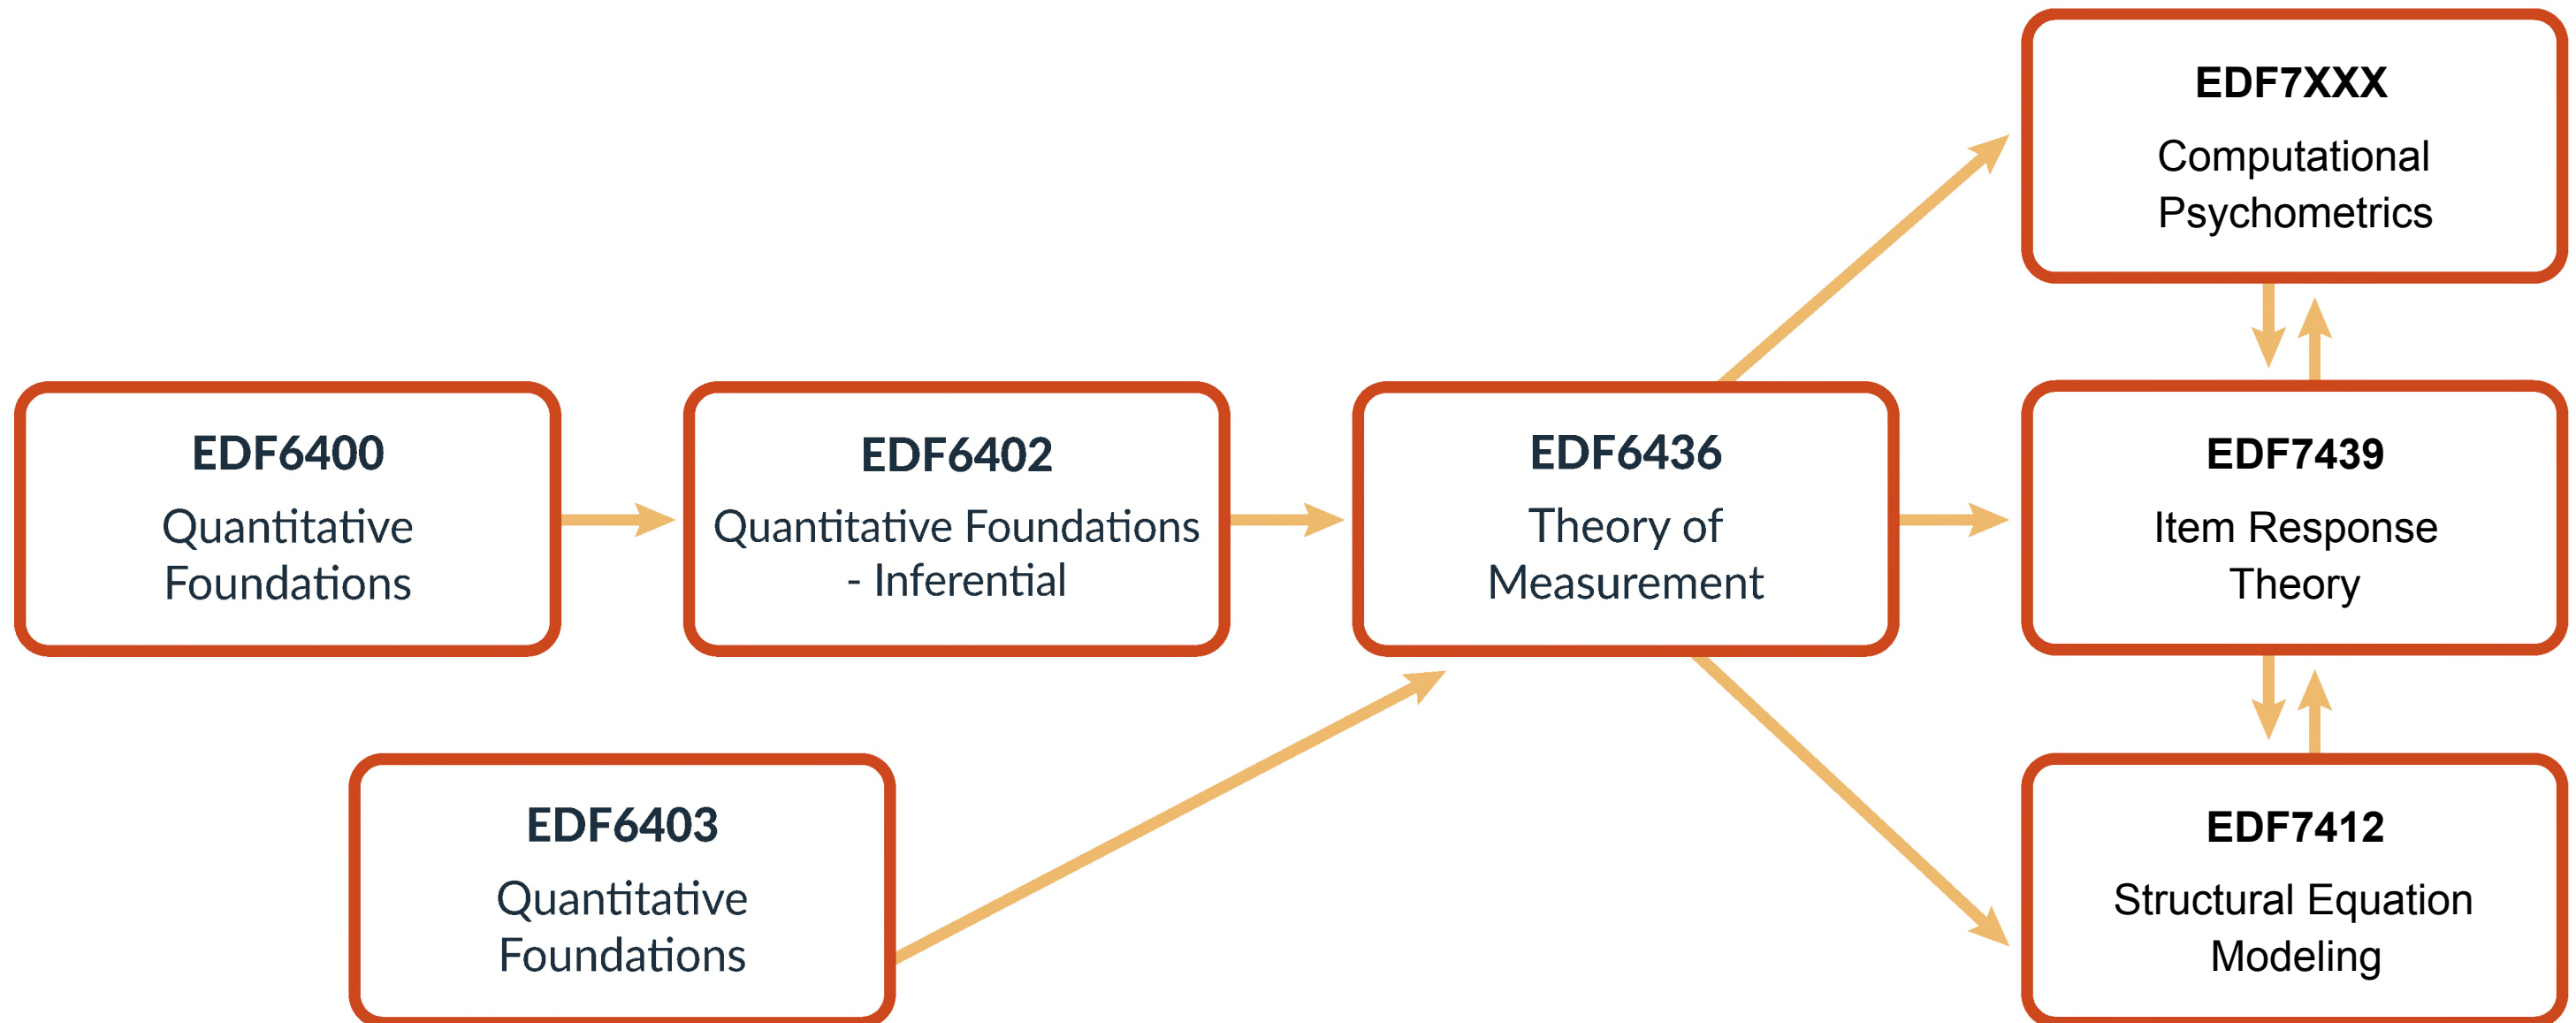 EDF7XXX
Computational
Psychometrics
EDF6400
Quantitative
Foundations
EDF6402
Quantitative Foundations
- Inferential
EDF6436
Theory of
Measurement
EDF7439
Item Response
Theory
EDF6403
Quantitative
Foundations
EDF7412
Structural Equation
Modeling